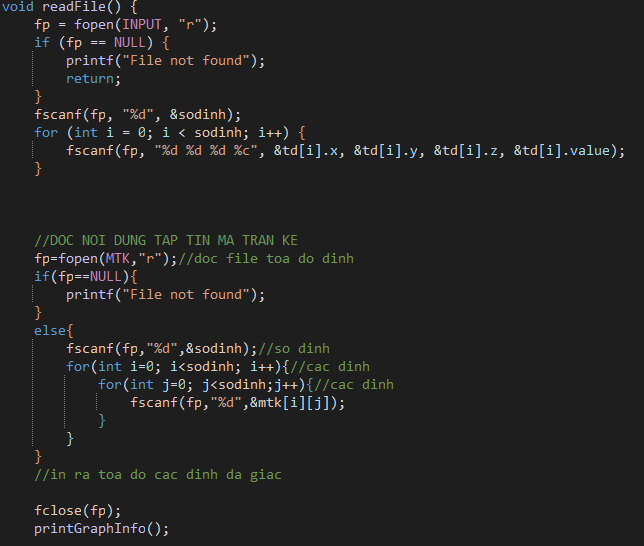 void readFile() {
fp = fopen(INPUT, "r");
if (fp == NULL) {
printf("File not found");
return;
}
fscanf(fp, "%d", &sodinh);
for (int i = 0; i < sodinh; i++) {
fscanf(fp, "%d %d %d %c", &td[i].x, &td[i].y, &td[i].z, &td[i].value);
}
//DOC NOI DUNG TAP TIN MA TRAN KE
fp=fopen(MTK,"r");//doc file toa do dinh
if(fp==NULL){
printf("File not found");
}
else{
fscanf(fp,"%d",&sodinh);//so dinh
for(int i=0; i<sodinh; i++){//cac dinh
for(int j=0; j<sodinh;j++){//cac dinh
fscanf(fp,"%d",&mtk[i][j]);
}
}
}
//in ra toa do cac dinh da giac
fclose(fp);
printGraphInfo();